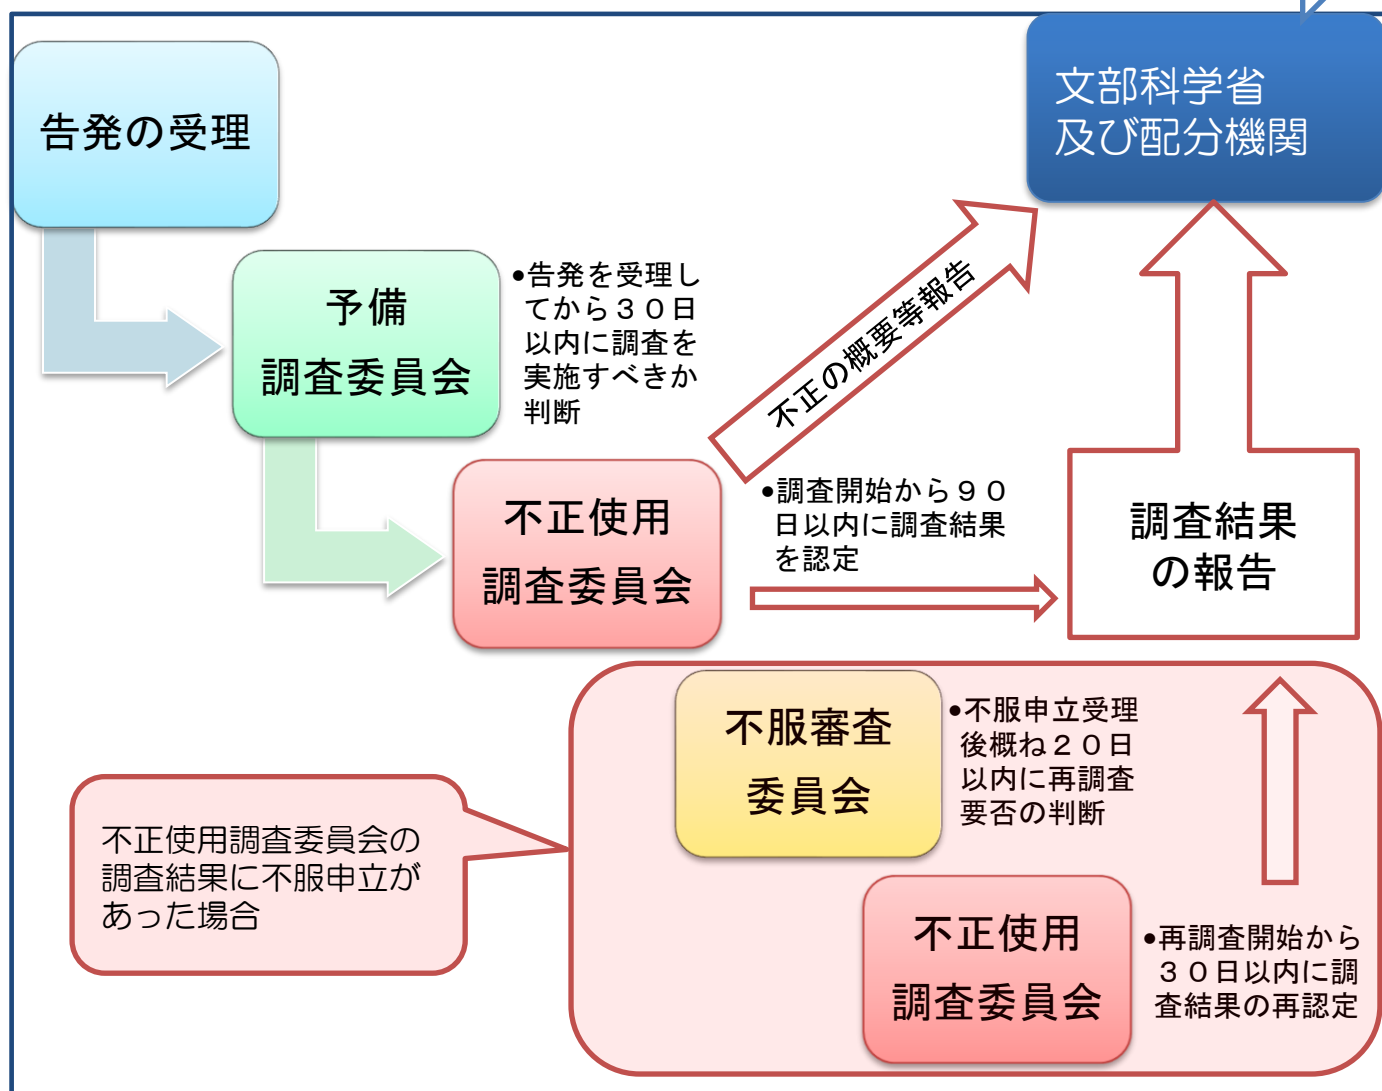 告発の受理
文部科学省
及び配分機関
予備
調査委員会
•告発を受理し
てから３０日
以内に調査を
実施すべきか
判断
不正の概要等報告
不正使用
調査委員会
•調査開始から９０
日以内に調査結果
を認定
調査結果
の報告
不服審査
委員会
•不服申立受理
後概ね２０日
以内に再調査
要否の判断
不正使用調査委員会の
調査結果に不服申立が
あった場合
不正使用
調査委員会
•再調査開始から
３０日以内に調
査結果の再認定